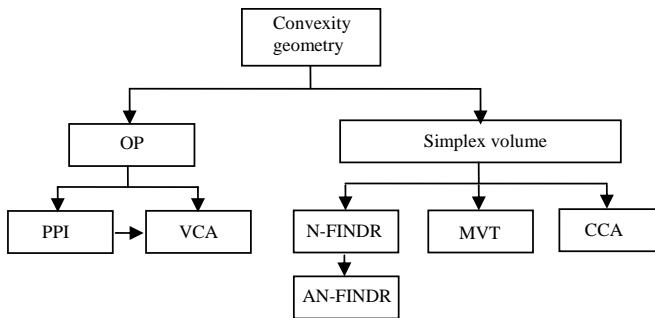 Convexity
geometry
OP
Simplex volume
PPI
VCA
N-FINDR
MVT
CCA
AN-FINDR